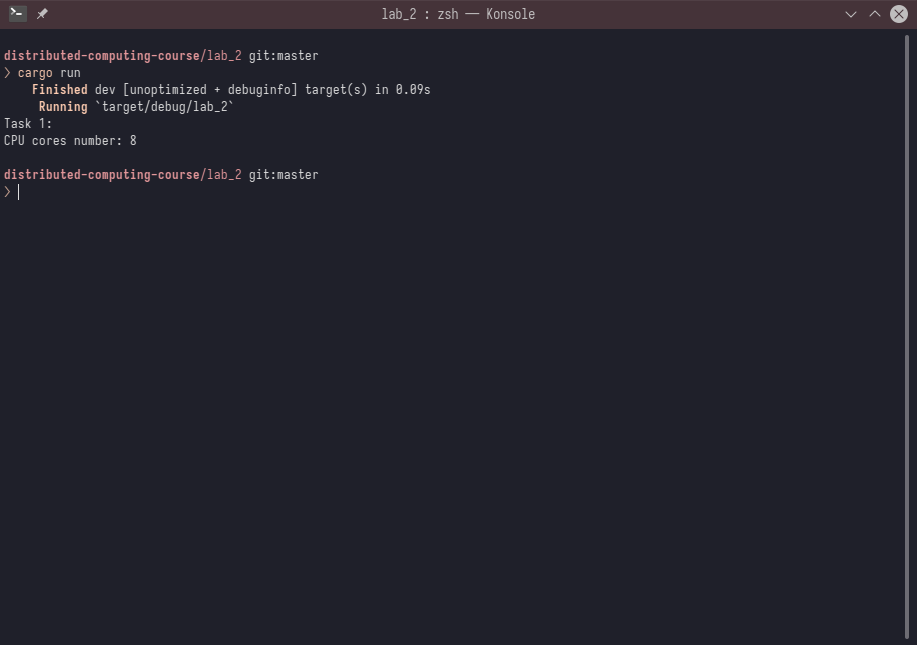 lab_2 : zsh — Konsole
distributed-computing-course/lab_2 git:master
❯ cargo run
    Finished dev [unoptimized + debuginfo] target(s) in 0.09s
     Running `target/debug/lab_2`
Task 1:
CPU cores number: 8
distributed-computing-course/lab_2 git:master
❯